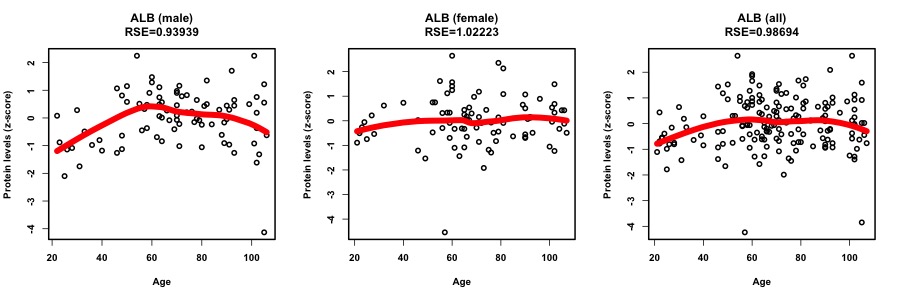 ALB (male)
RSE=0.93939
Protein levels (z-score)
2
1
0
-1
-2
-3
-4
20 40 60 80 100
Age
ALB (female)
RSE=1.02223
Protein levels (z-score)
2
1
0
-1
-2
-3
-4
20 40 60 80 100
Age
ALB (all)
RSE=0.98694
Protein levels (z-score)
2
1
0
-1
-2
-3
-4
20 40 60 80 100
Age